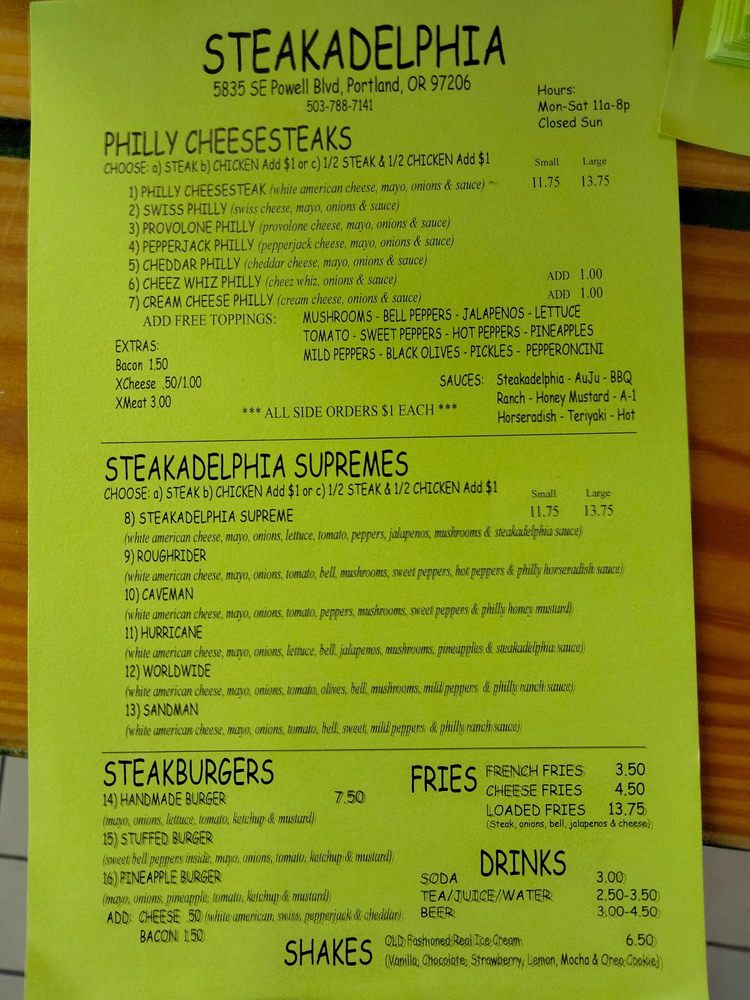 STEAKADELPHIA
5835 SE Powell Blvd, Portland, OR 97206
503-788-7141
Hours:
Mon-Sat 11a-8p
Closed Sun
PHILLY CHEESESTEAKS
CHOOSE: a) STEAK b) CHICKEN Add $1 or c) 1/2 STEAK & 1/2 CHICKEN Add $1
Small Large
1) PHILLY CHEESESTEAK (white american cheese, mayo, onions & sauce) 11.75 13.75
2) SWISS PHILLY (swiss cheese, mayo, onions & sauce)
3) PROVOLONE PHILLY (provolone cheese, mayo, onions & sauce)
4) PEPPERJACK PHILLY (pepperjack cheese, mayo, onions & sauce)
5) CHEDDAR PHILLY (cheddar cheese, mayo, onions & sauce)
6) CHEEZ WHIZ PHILLY (cheez whiz, onions & sauce) ADD 1.00
7) CREAM CHEESE PHILLY (cream cheese, onions & sauce) ADD 1.00
ADD FREE TOPPINGS: MUSHROOMS - BELL PEPPERS - JALAPENOS - LETTUCE
TOMATO - SWEET PEPPERS - HOT PEPPERS - PINEAPPLES
MILD PEPPERS - BLACK OLIVES - PICKLES - PEPPERONCINI
EXTRAS:
Bacon 1.50
XCheese .50/1.00
XMeat 3.00
SAUCES: Steakadelphia - AuJu - BBQ
Ranch - Honey Mustard - A-1
Horseradish - Teriyaki - Hot
*** ALL SIDE ORDERS $1 EACH ***
STEAKADELPHIA SUPREMES
CHOOSE: a) STEAK b) CHICKEN Add $1 or c) 1/2 STEAK & 1/2 CHICKEN Add $1
Small Large
8) STEAKADELPHIA SUPREME 11.75 13.75
(white american cheese, mayo, onions, lettuce, tomato, peppers, jalapenos, mushrooms & steakadelphia sauce)
9) ROUGHRIDER
(white american cheese, mayo, onions, tomato, bell, mushrooms, sweet peppers, hot peppers & philly horseradish sauce)
10) CAVEMAN
(white american cheese, mayo, onions, tomato, peppers, mushrooms, sweet peppers & philly honey mustard)
11) HURRICANE
(white american cheese, mayo, onions, lettuce, bell, jalapenos, mushrooms, pineapples & steakadelphia sauce)
12) WORLDWIDE
(white american cheese, mayo, onions, tomato, olives, bell, mushrooms, mild peppers & philly ranch sauce)
13) SANDMAN
(white american cheese, mayo, onions, tomato, bell, sweet, mild peppers & philly ranch sauce)
STEAKBURGERS
14) HANDMADE BURGER 7.50
(mayo, onions, lettuce, tomato, ketchup & mustard)
15) STUFFED BURGER
(sweet bell peppers inside, mayo, onions, tomato, ketchup & mustard)
16) PINEAPPLE BURGER
(mayo, onions, pineapple, tomato, ketchup & mustard)
ADD: CHEESE .50 (white american, swiss, pepperjack & cheddar)
BACON 1.50
FRIES
FRENCH FRIES 3.50
CHEESE FRIES 4.50
LOADED FRIES 13.75
(Steak, onions, bell, jalapenos & cheese)
DRINKS
SODA 3.00
TEA/JUICE/WATER 2.50-3.50
BEER 3.00-4.50
SHAKES
OLD Fashioned Real Ice Cream 6.50
(Vanilla, Chocolate, Strawberry, Lemon, Mocha & Oreo Cookie)